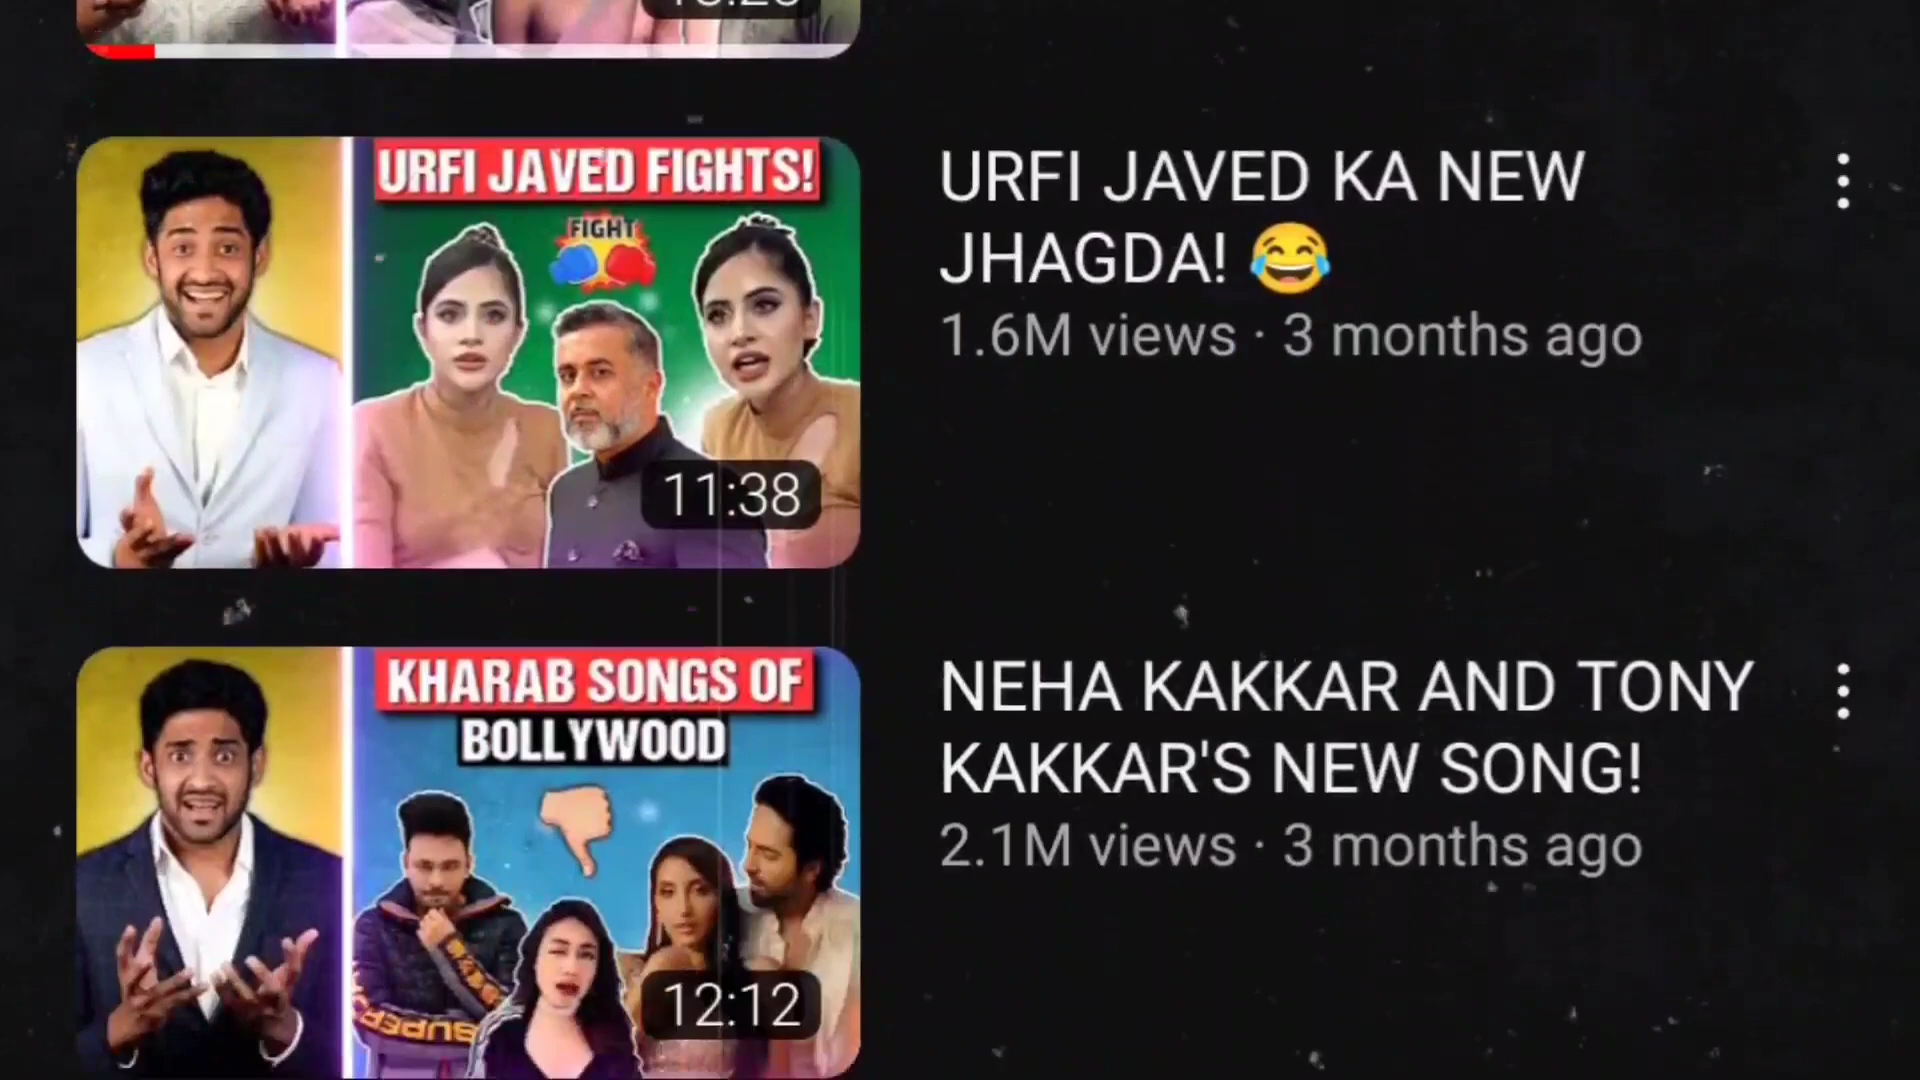 URFI JAVED FIGHTS!
FIGHT
11:38
URFI JAVED KA NEW
JHAGDA! 😂
1.6M views · 3 months ago
KHARAB SONGS OF
BOLLYWOOD
SUPER
12:12
NEHA KAKKAR AND TONY
KAKKAR'S NEW SONG!
2.1M views · 3 months ago